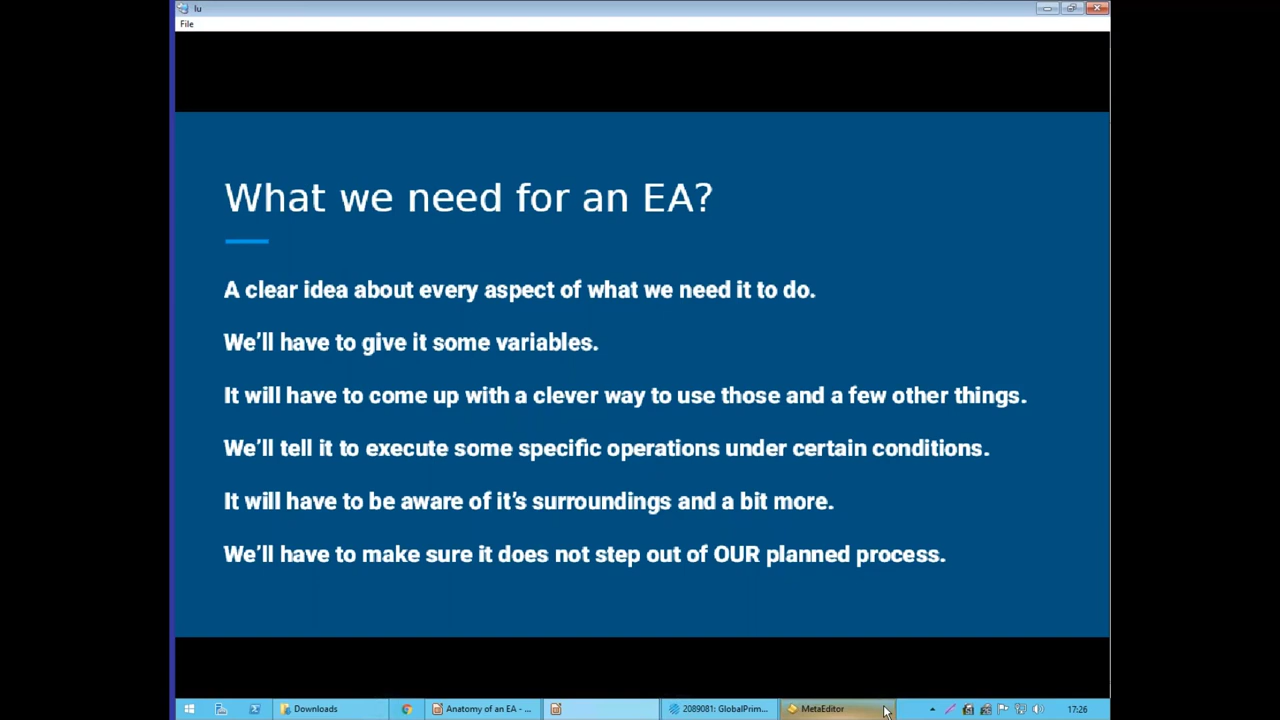 lu
File
What we need for an EA?
A clear idea about every aspect of what we need it to do.
We'll have to give it some variables.
It will have to come up with a clever way to use those and a few other things.
We'll tell it to execute some specific operations under certain conditions.
It will have to be aware of it's surroundings and a bit more.
We'll have to make sure it does not step out of OUR planned process.
Downloads
Anatomy of an EA - ...
2089081: GlobalPrim...
MetaEditor
17:26